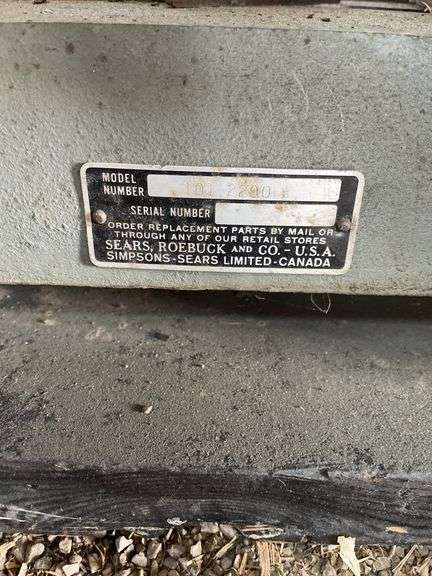 MODEL
NUMBER
SERIAL NUMBER
ORDER REPLACEMENT PARTS BY MAIL OR
THROUGH ANY OF OUR RETAIL STORES
SEARS, ROEBUCK AND CO. - U.S.A.
SIMPSONS-SEARS LIMITED-CANADA